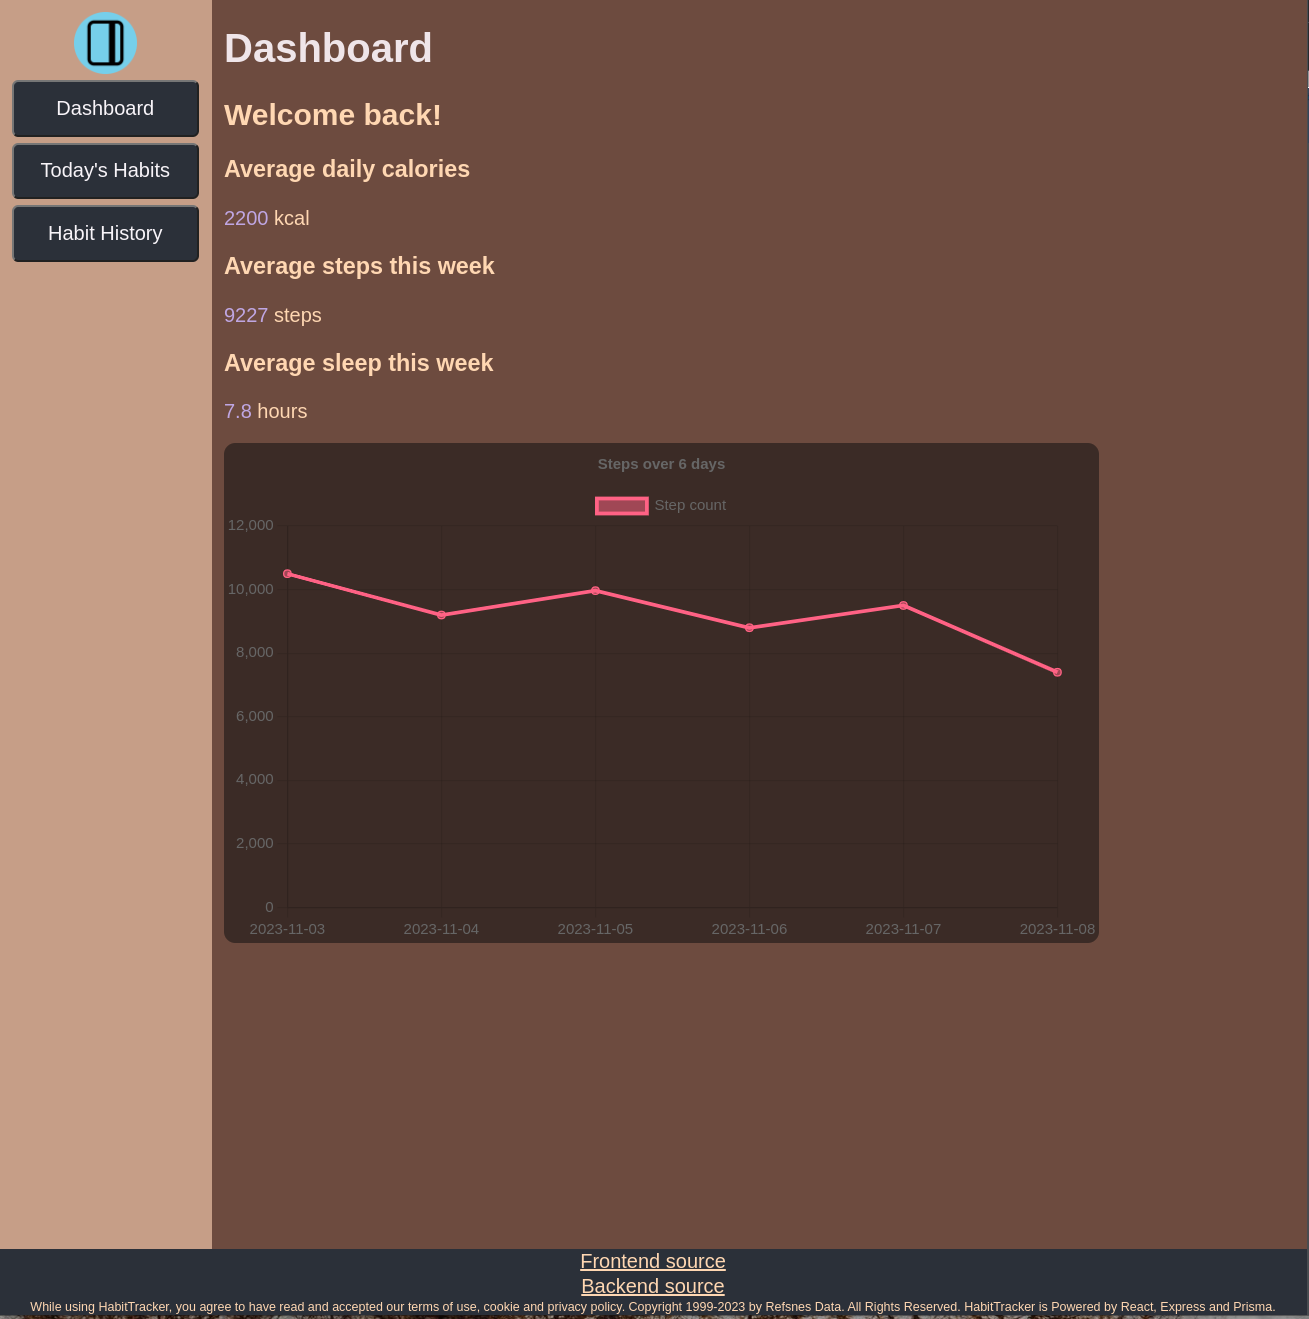 Dashboard
Today's Habits
Habit History
Dashboard
Welcome back!
Average daily calories
2200 kcal
Average steps this week
9227 steps
Average sleep this week
7.8 hours
Steps over 6 days
Step count
12,000
10,000
8,000
6,000
4,000
2,000
0
2023-11-03 2023-11-04 2023-11-05 2023-11-06 2023-11-07 2023-11-08
Frontend source
Backend source
While using HabitTracker, you agree to have read and accepted our terms of use, cookie and privacy policy. Copyright 1999-2023 by Refsnes Data. All Rights Reserved. HabitTracker is Powered by React, Express and Prisma.